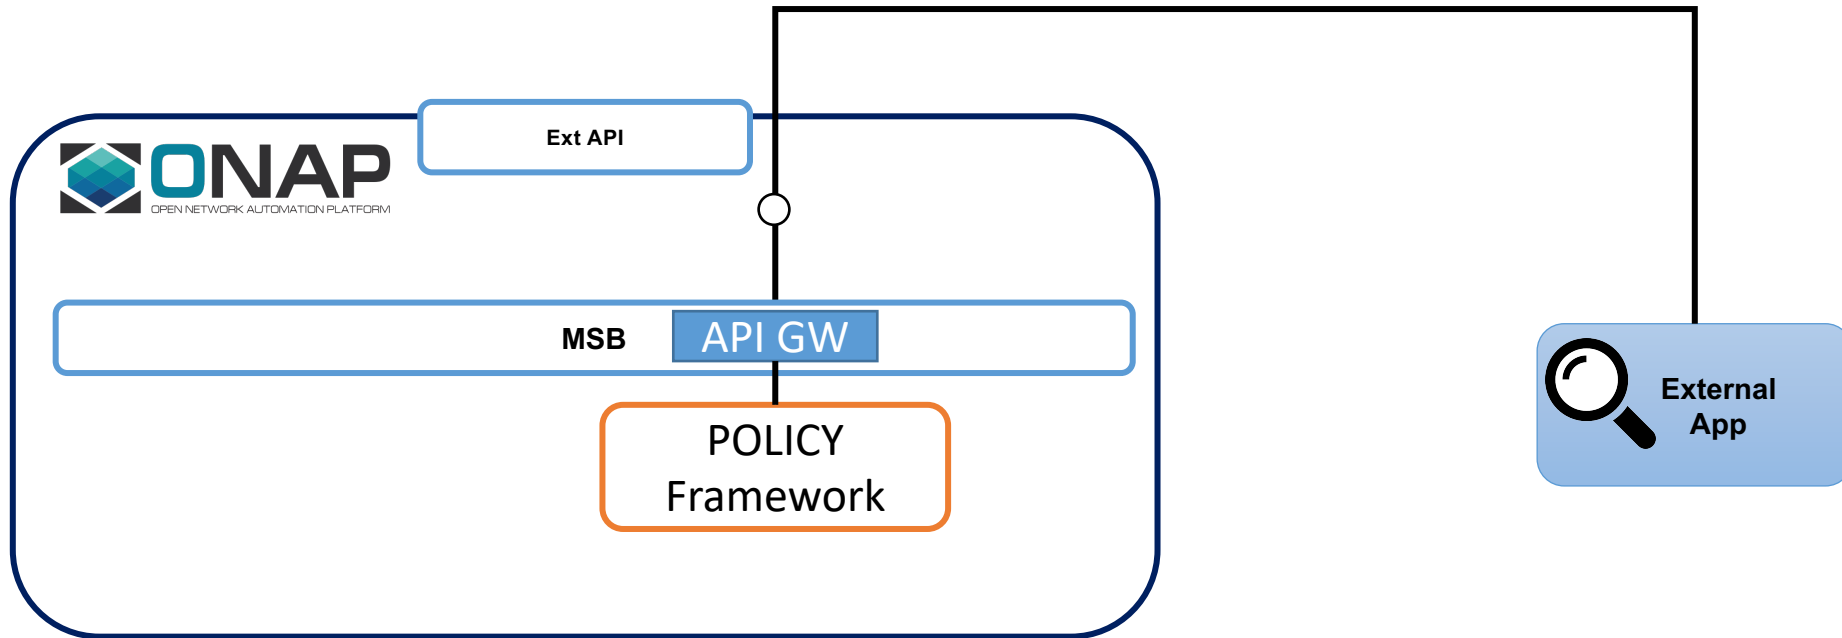 Ext API
ONAP
OPEN NETWORK AUTOMATION PLATFORM
MSB
API GW
POLICY
Framework
External
App